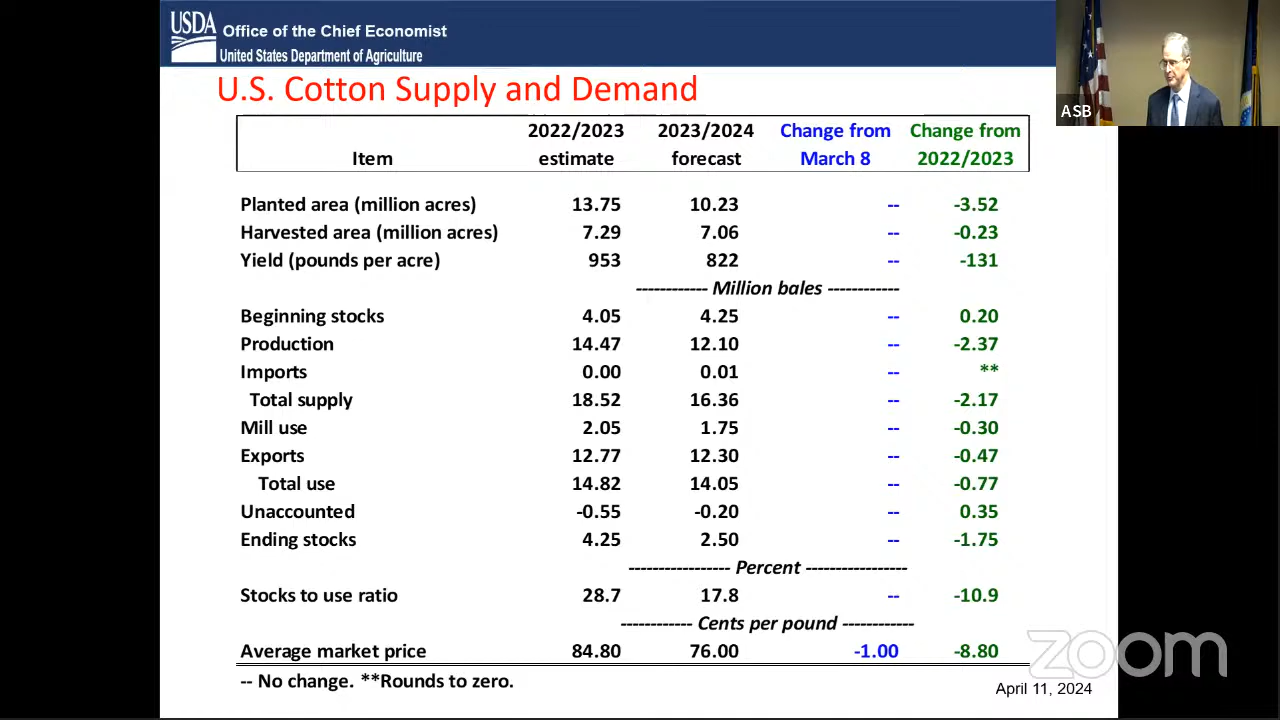 USDA Office of the Chief Economist
United States Department of Agriculture
ASB
U.S. Cotton Supply and Demand
Item 2022/2023 estimate 2023/2024 forecast Change from March 8 Change from 2022/2023
Planted area (million acres) 13.75 10.23 -- -3.52
Harvested area (million acres) 7.29 7.06 -- -0.23
Yield (pounds per acre) 953 822 -- -131
------------ Million bales ------------
Beginning stocks 4.05 4.25 -- 0.20
Production 14.47 12.10 -- -2.37
Imports 0.00 0.01 -- **
Total supply 18.52 16.36 -- -2.17
Mill use 2.05 1.75 -- -0.30
Exports 12.77 12.30 -- -0.47
Total use 14.82 14.05 -- -0.77
Unaccounted -0.55 -0.20 -- 0.35
Ending stocks 4.25 2.50 -- -1.75
----------------- Percent -----------------
Stocks to use ratio 28.7 17.8 -- -10.9
------------ Cents per pound ------------
Average market price 84.80 76.00 -1.00 -8.80
-- No change. **Rounds to zero.
April 11, 2024
zoom